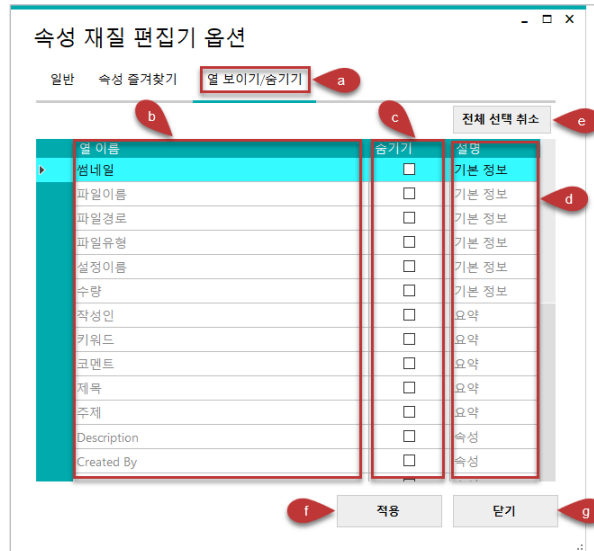 속성 재질 편집기 옵션
일반 속성 즐겨찾기 열 보이기/숨기기 a
b c 전체 선택 취소 e
열 이름 숨기기 설명
썸네일 기본 정보
파일이름 기본 정보 d
파일경로 기본 정보
파일유형 기본 정보
설정이름 기본 정보
수량 기본 정보
작성인 요약
키워드 요약
코멘트 요약
제목 요약
주제 요약
Description 속성
Created By 속성
f 적용 닫기 g